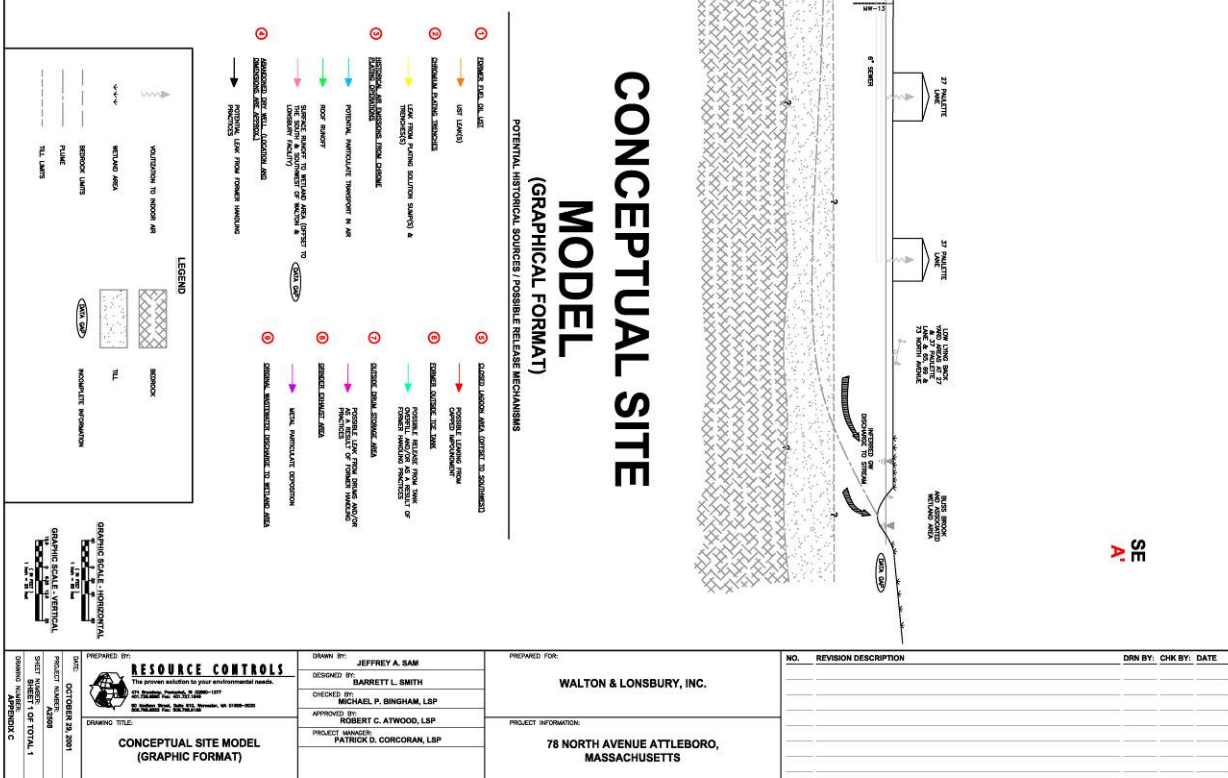 CONCEPTUAL SITE
MODEL
(GRAPHICAL FORMAT)
POTENTIAL HISTORICAL SOURCES / POSSIBLE RELEASE MECHANISMS
1
FORMER FUEL OIL UST
UST LEAK(S)
2
CHROMIUM PLATING TRENCHES
LEAK FROM PLATING SOLUTION SUMP(S) &
TRENCHES(S)
3
HISTORICAL AIR EMISSIONS FROM CHROME
PLATING OPERATIONS
POTENTIAL PARTICULATE TRANSPORT IN AIR
ROOF RUNOFF
SURFACE RUNOFF TO WETLAND AREA (OFFSET TO
THE SOUTH & SOUTHWEST OF WALTON &
LONSBURY FACILITY)
DATA GAP
4
ABANDONED DRY WELL (LOCATION AND
DIMENSIONS ARE APPROX.)
POTENTIAL LEAK FROM FORMER HANDLING
PRACTICES
5
CLOSED LAGOON AREA (OFFSET TO SOUTHWEST)
POSSIBLE LEAKING FROM
CAPPED IMPOUNDMENT
6
FORMER OUTSIDE TCE TANK
POSSIBLE RELEASE FROM TANK
OVERFILL AND/OR AS A RESULT OF
FORMER HANDLING PRACTICES
7
OUTSIDE DRUM STORAGE AREA
POSSIBLE LEAK FROM DRUMS AND/OR
AS A RESULT OF FORMER HANDLING
PRACTICES
8
GRINDER EXHAUST AREA
METAL PARTICULATE DEPOSITION
9
ORIGINAL WASTEWATER DISCHARGE TO WETLAND AREA
MW-13
6" SEWER
27 PAULETTE
LANE
37 PAULETTE
LANE
LOW LYING BACK
YARD AREAS AT 27
& 37 PAULETTE
LANE & 65, 69 &
73 NORTH AVENUE
INFERRED GW
DISCHARGE TO STREAM
BLISS BROOK
AND ASSOCIATED
WETLAND AREA
DATA GAP
?
?
?
?
SE
A'
LEGEND
VOLITIZATION TO INDOOR AIR
WETLAND AREA
BEDROCK LIMITS
PLUME
TILL LIMITS
BEDROCK
TILL
DATA GAP
INCOMPLETE INFORMATION
GRAPHIC SCALE - HORIZONTAL
( IN FEET )
GRAPHIC SCALE - VERTICAL
( IN FEET )
PREPARED BY:
RESOURCE CONTROLS
The proven solution to your environmental needs.
DRAWING TITLE:
CONCEPTUAL SITE MODEL
(GRAPHIC FORMAT)
DRAWN BY:
JEFFREY A. SAM
DESIGNED BY:
BARRETT L. SMITH
CHECKED BY:
MICHAEL P. BINGHAM, LSP
APPROVED BY:
ROBERT C. ATWOOD, LSP
PROJECT MANAGER:
PATRICK D. CORCORAN, LSP
PREPARED FOR:
WALTON & LONSBURY, INC.
PROJECT INFORMATION:
78 NORTH AVENUE ATTLEBORO,
MASSACHUSETTS
NO. REVISION DESCRIPTION DRN BY: CHK BY: DATE
DATE:
OCTOBER 29, 2001
PROJECT NUMBER:
SHEET NUMBER:
SHEET 1 OF TOTAL 1
DRAWING NUMBER:
APPENDIX C